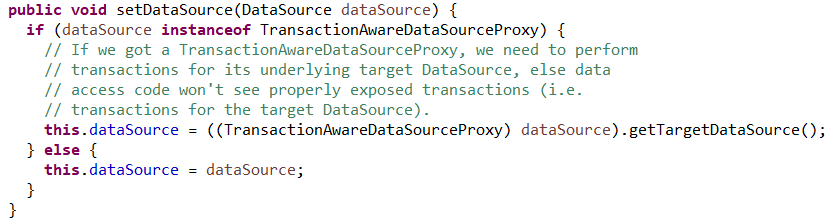 public void setDataSource(DataSource dataSource) {
  if (dataSource instanceof TransactionAwareDataSourceProxy) {
    // If we got a TransactionAwareDataSourceProxy, we need to perform
    // transactions for its underlying target DataSource, else data
    // access code won't see properly exposed transactions (i.e.
    // transactions for the target DataSource).
    this.dataSource = ((TransactionAwareDataSourceProxy) dataSource).getTargetDataSource();
  } else {
    this.dataSource = dataSource;
  }
}